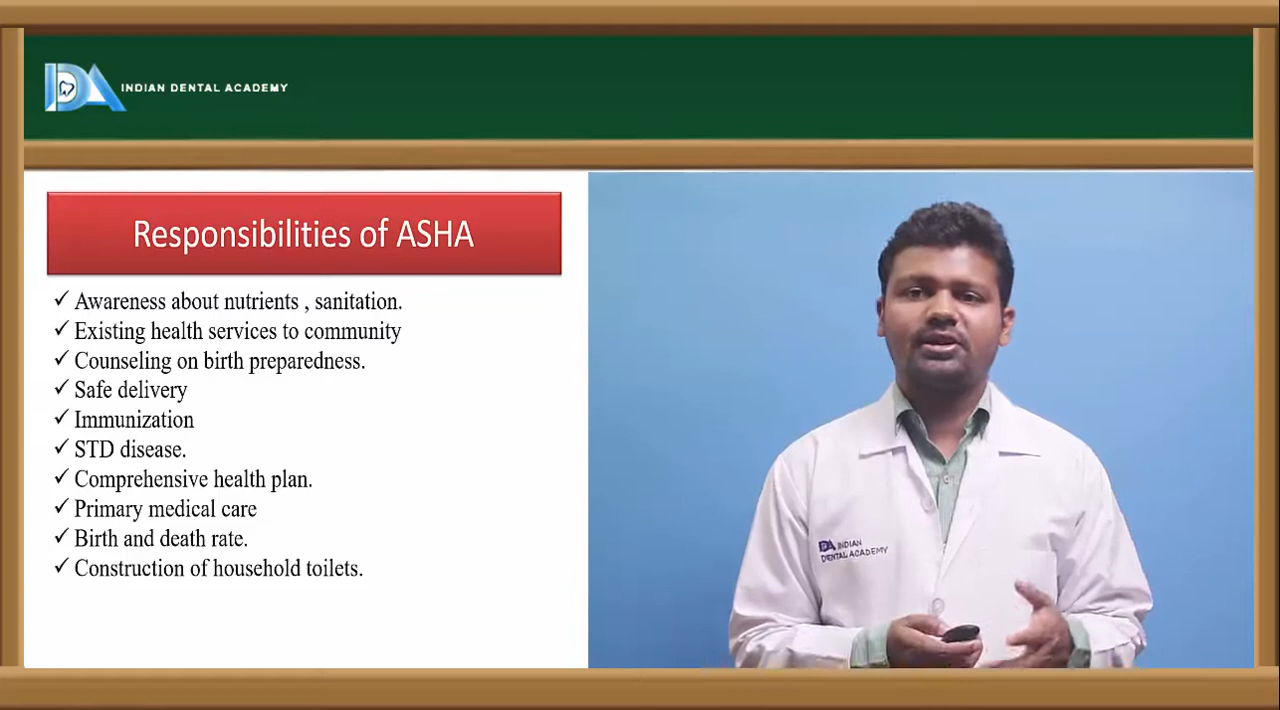 IDA INDIAN DENTAL ACADEMY
Responsibilities of ASHA
✓ Awareness about nutrients , sanitation.
✓ Existing health services to community
✓ Counseling on birth preparedness.
✓ Safe delivery
✓ Immunization
✓ STD disease.
✓ Comprehensive health plan.
✓ Primary medical care
✓ Birth and death rate.
✓ Construction of household toilets.
IDA INDIAN
DENTAL ACADEMY